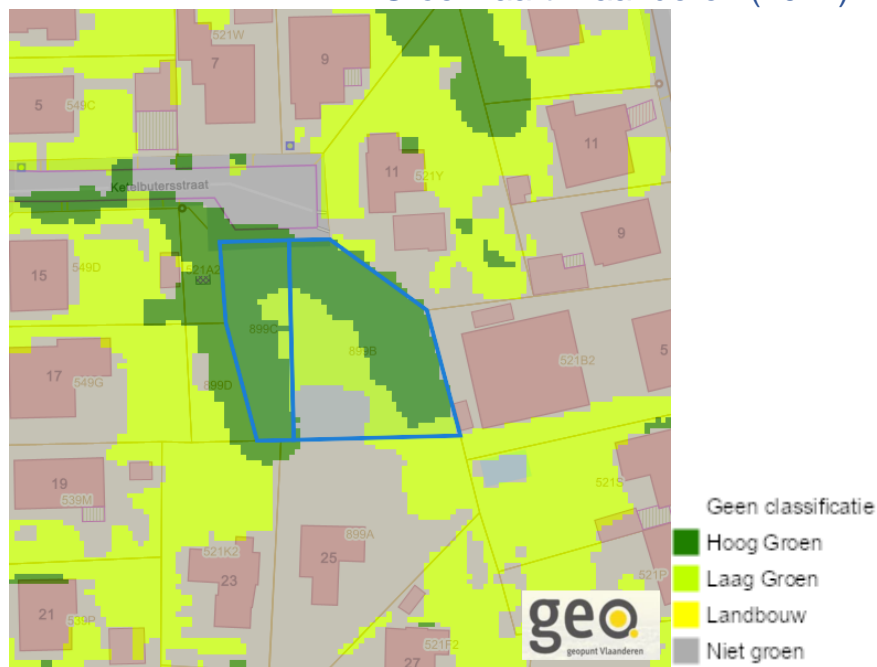 521W
7
9
5
549C
11
11
521Y
Ketelbutersstraat
9
15
549D
521A2
899C
899B
521B2
5
17
549G
899D
19
539M
521S
899A
521K2
25
23
521P
21
539P
521F2
27
geo
geopunt Vlaanderen
Geen classificatie
Hoog Groen
Laag Groen
Landbouw
Niet groen